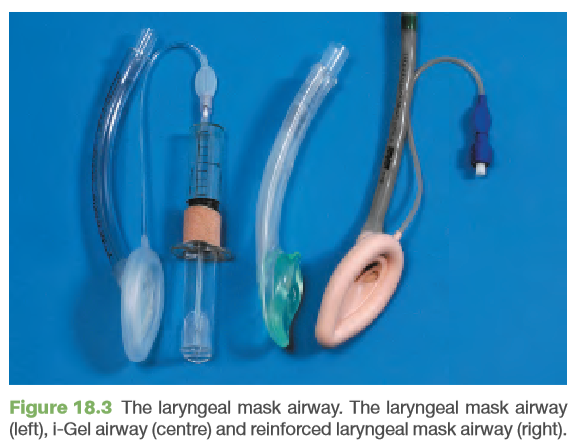 Figure 18.3 The laryngeal mask airway. The laryngeal mask airway
(left), i-Gel airway (centre) and reinforced laryngeal mask airway (right).